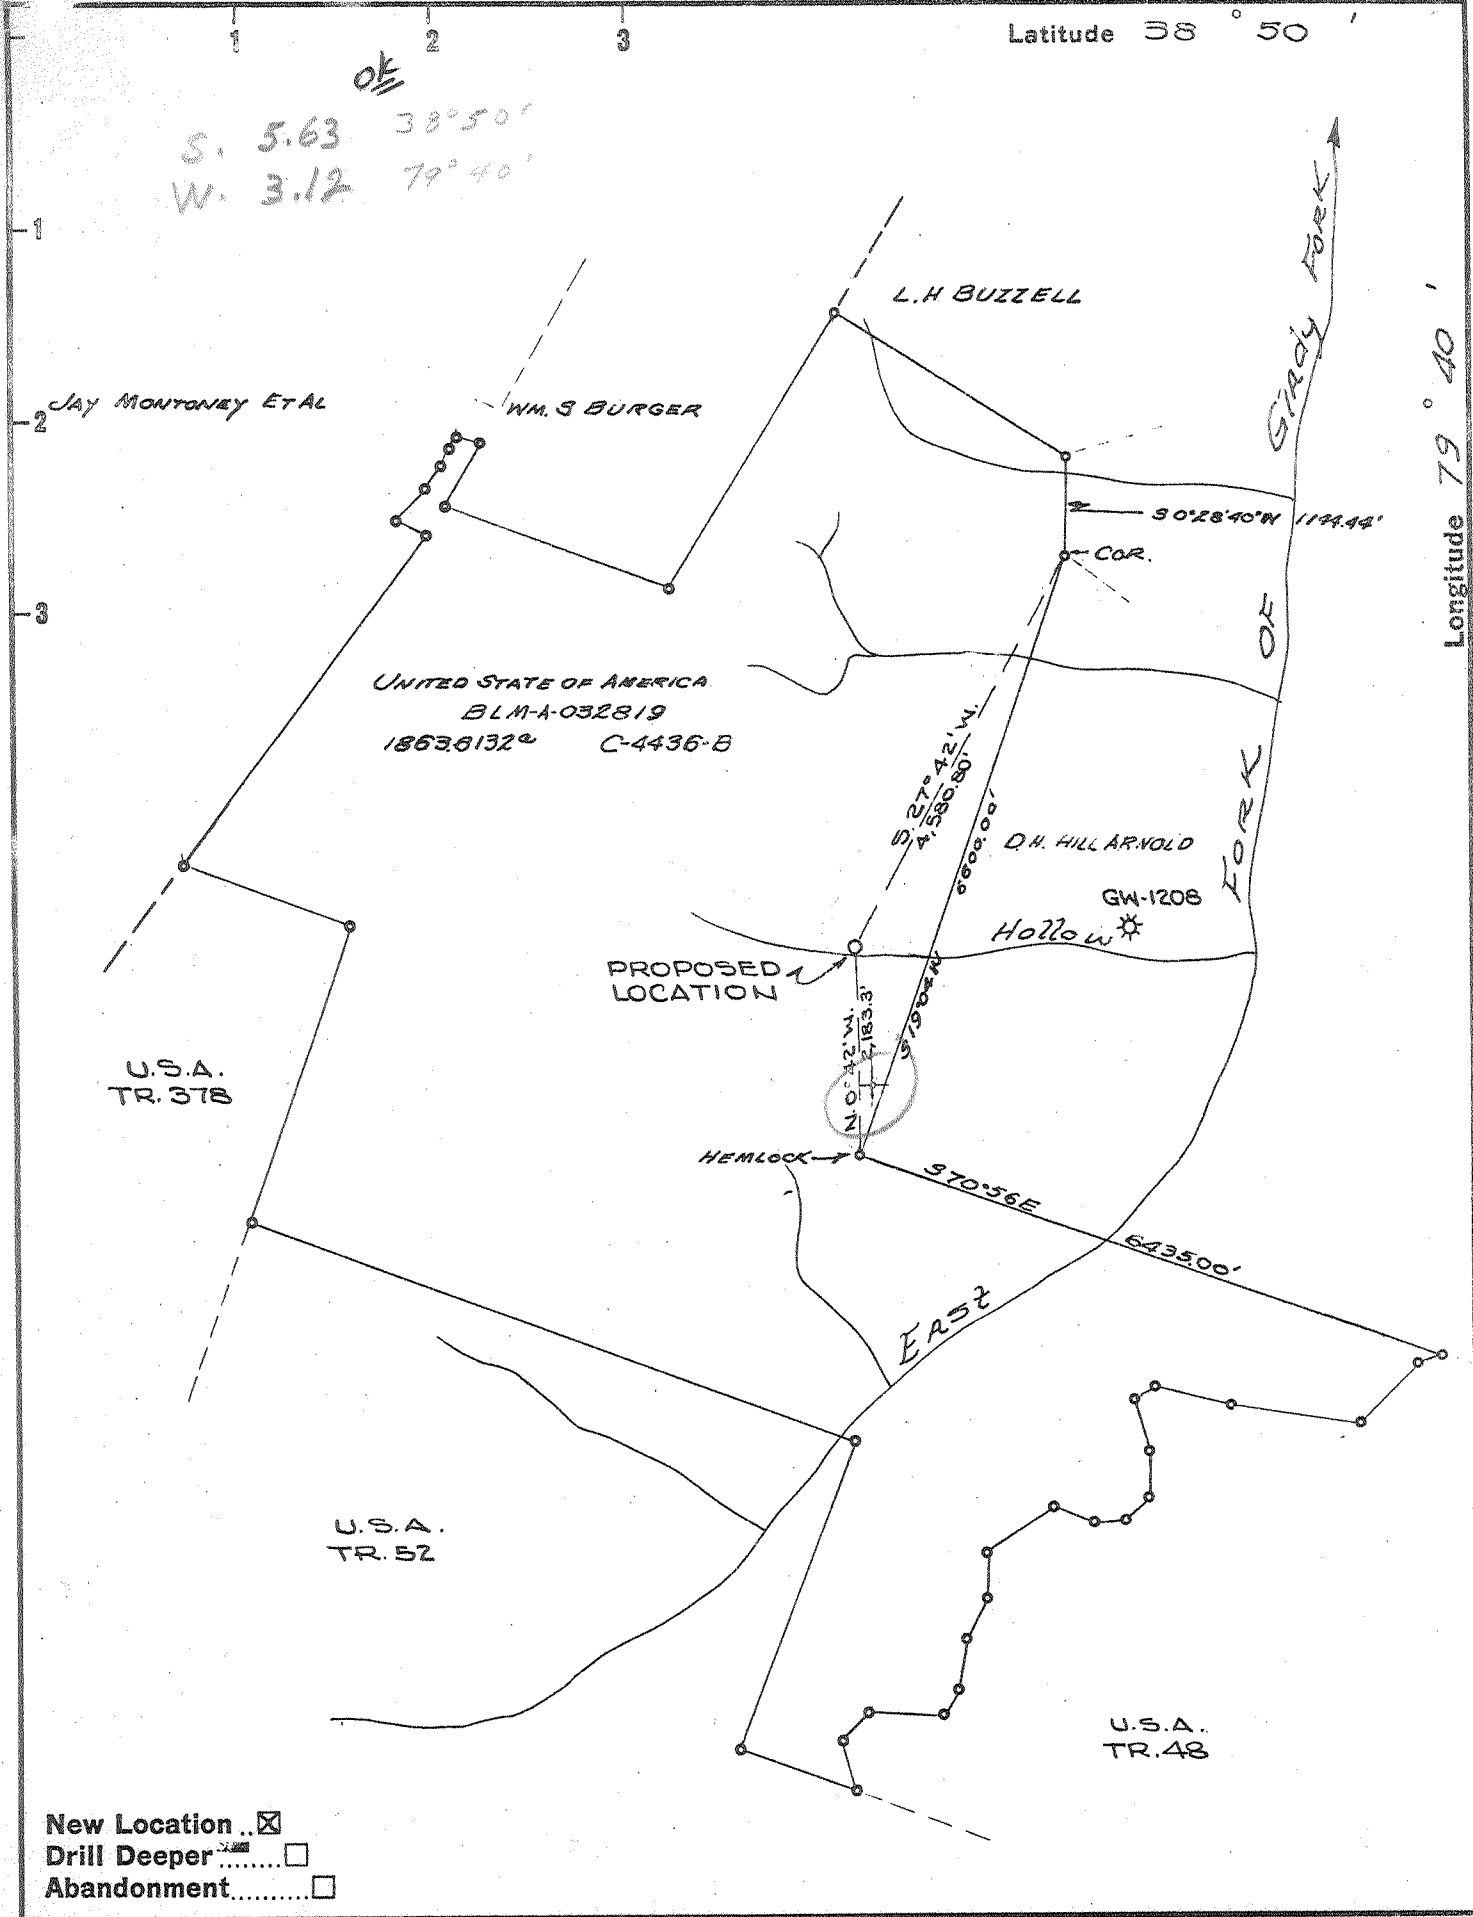 1
2
3
Latitude 38 ° 50 '
ok
S. 5.63 38°50'
W. 3.12 79°40'
1
2
3
Longitude 79 ° 40 '
L.H BUZZELL
JAY MONTONEY ET AL
WM. S BURGER
S0°28'40"W 1144.44'
COR.
UNITED STATE OF AMERICA
BLM-A-032819
1863.8132ª C-4436-B
S. 27° 42' W.
4,580.80'
6600.00'
S19°04W
D.H. HILL ARNOLD
GW-1208
Hollow
PROPOSED
LOCATION
N. 0° 42' W.
2,183.3'
U.S.A.
TR. 378
HEMLOCK
S70°56E
6435.00'
EAST
FORK OF Glady FORK
U.S.A.
TR. 52
U.S.A.
TR. 48
New Location .. ☒
Drill Deeper ........ ☐
Abandonment .......... ☐